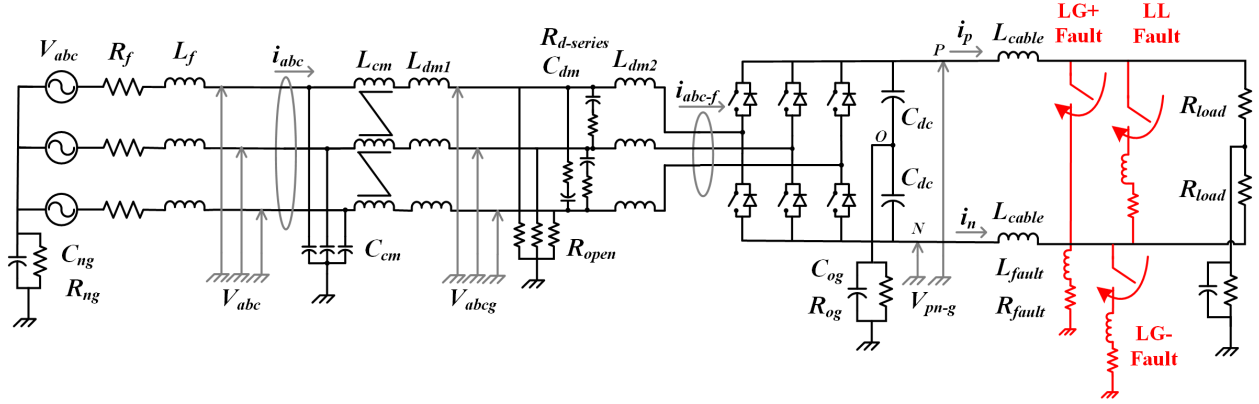 LG+ LL
Fault Fault
V_abc R_f L_f i_abc L_cm L_dm1 R_d-series L_dm2 i_p L_cable
C_dm
P
i_abc-f
C_dc
R_load
O
C_dc
R_load
L_cable
N i_n
C_ng
C_cm
R_open
C_og
L_fault
R_ng
V_abc
V_abcg
R_og
V_pn-g
R_fault
LG-
Fault